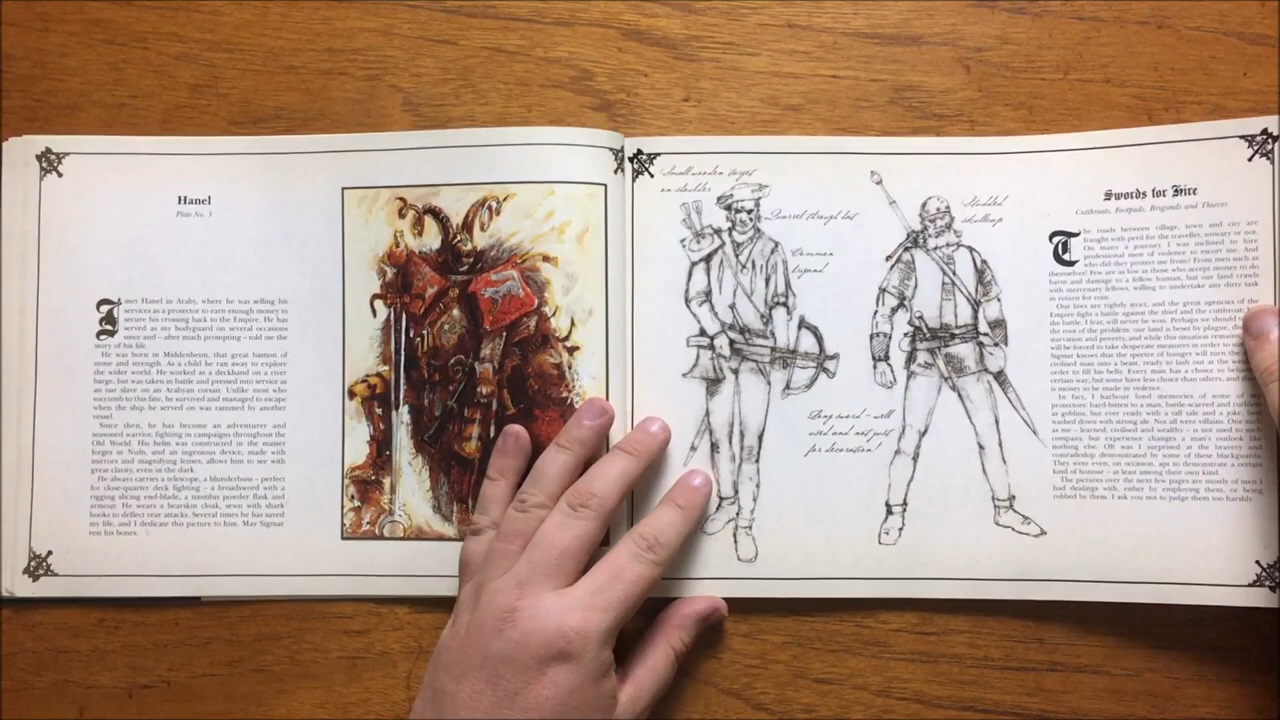 Hanel
Plate No. 3
I met Hanel in Araby, where he was selling his
services as a protector to earn enough money to
secure his crossing back to the Empire. He has
served as my bodyguard on several occasions
since and – after much prompting – told me the
story of his life.
He was born in Middenheim, that great bastion of
stone and strength. As a child he ran away to explore
the wider world. He worked as a deckhand on a river
barge, but was taken in battle and pressed into service as
an oar slave on an Arabyan corsair. Unlike most who
succumb to this fate, he survived and managed to escape
when the ship he served on was rammed by another
vessel.
Since then, he has become an adventurer and
seasoned warrior, fighting in campaigns throughout the
Old World. His helm was constructed in the master
forges in Nuln, and an ingenious device, made with
mirrors and magnifying lenses, allows him to see with
great clarity, even in the dark.
He always carries a telescope, a blunderbuss – perfect
for close-quarter deck fighting – a broadsword with a
rigging slicing end-blade, a nautilus powder flask and
armour. He wears a bearskin cloak, sewn with shark
hooks to deflect rear attacks. Several times he has saved
my life, and I dedicate this picture to him. May Sigmar
rest his bones.
Small wooden target
on shoulder
Quarrel through hat
Common
brigand
Long sword – well
used and not just
for decoration!
Studded
skullcap
Swords for Hire
Cutthroats, Footpads, Brigands and Thieves
The roads between village, town and city are
fraught with peril for the traveller, unwary or not.
On many a journey I was inclined to hire
professional men of violence to escort me. And
who did they protect me from? From men such as
themselves! Few are as low as those who accept money to do
harm and damage to a fellow human, but our land crawls
with mercenary fellows, willing to undertake any dirty task
in return for coin.
Our laws are rightly strict, and the great agencies of the
Empire fight a battle against the thief and the cutthroat;
the battle, I fear, will never be won. Perhaps we should
the root of the problem: our land is beset by plague,
starvation and poverty, and while this situation remains,
will be forced to take desperate measures in order to
Sigmar knows that the spectre of hunger will turn the
civilised man into a beast, ready to lash out at the
order to fill his belly. Every man has a choice to
certain way, but some have less choice than others, and
is money to be made in violence.
In fact, I harbour fond memories of some of
protectors: hard-bitten to a man, battle-scarred and
as goblins, but ever ready with a tall tale and a joke,
washed down with strong ale. Not all were villains. One
as me – learned, civilised and wealthy – is not used to
company, but experience changes a man's outlook like
nothing else. Oft was I surprised at the bravery and
comradeship demonstrated by some of these blackguards.
They were even, on occasion, apt to demonstrate a certain
kind of honour – at least among their own kind.
The pictures over the next few pages are mostly of men I
had dealings with, either by employing them, or being
robbed by them. I ask you not to judge them too harshly.